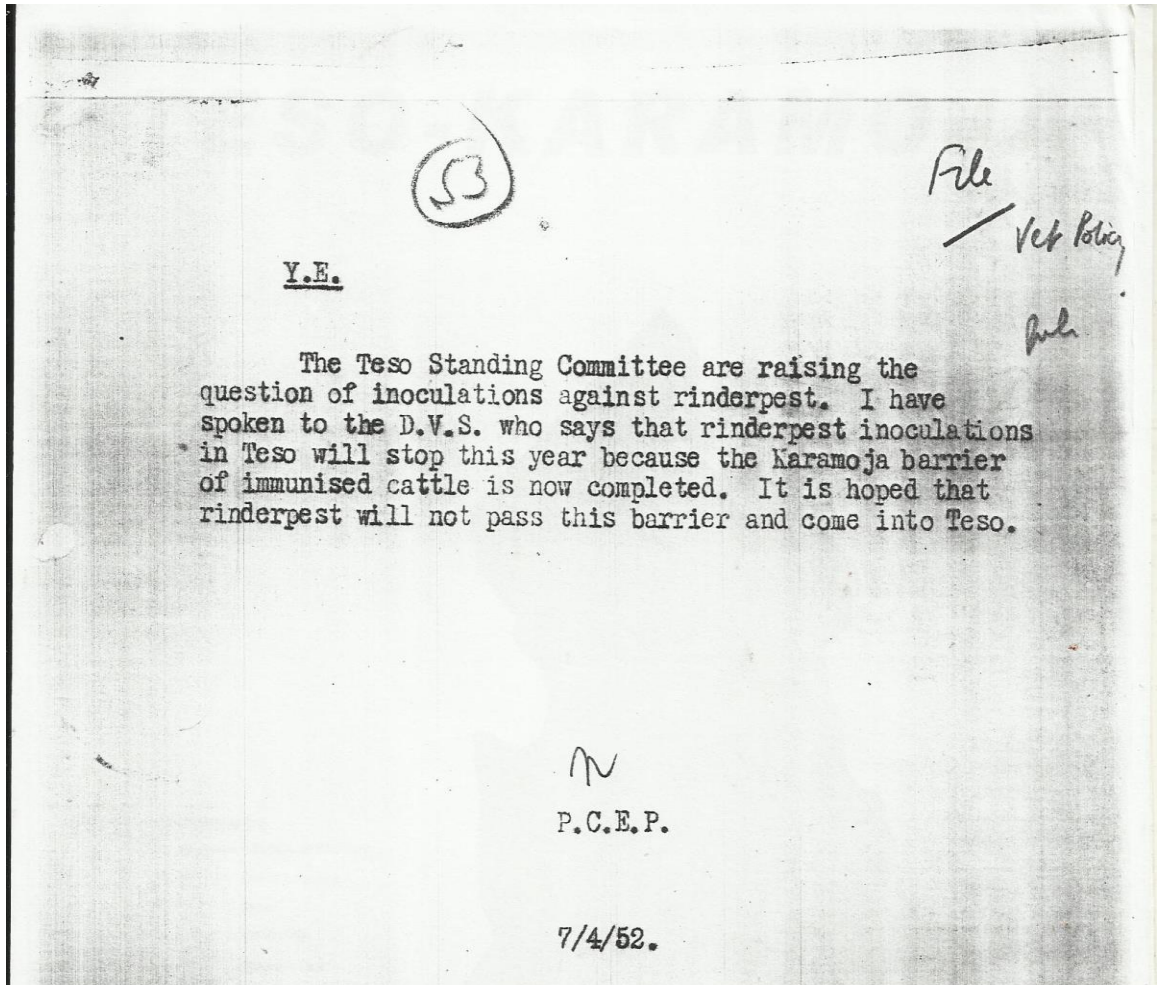 53
File
/ Vet Policy
Y.E.
The Teso Standing Committee are raising the
question of inoculations against rinderpest. I have
spoken to the D.V.S. who says that rinderpest inoculations
in Teso will stop this year because the Karamoja barrier
of immunised cattle is now completed. It is hoped that
rinderpest will not pass this barrier and come into Teso.
P.C.E.P.
7/4/52.